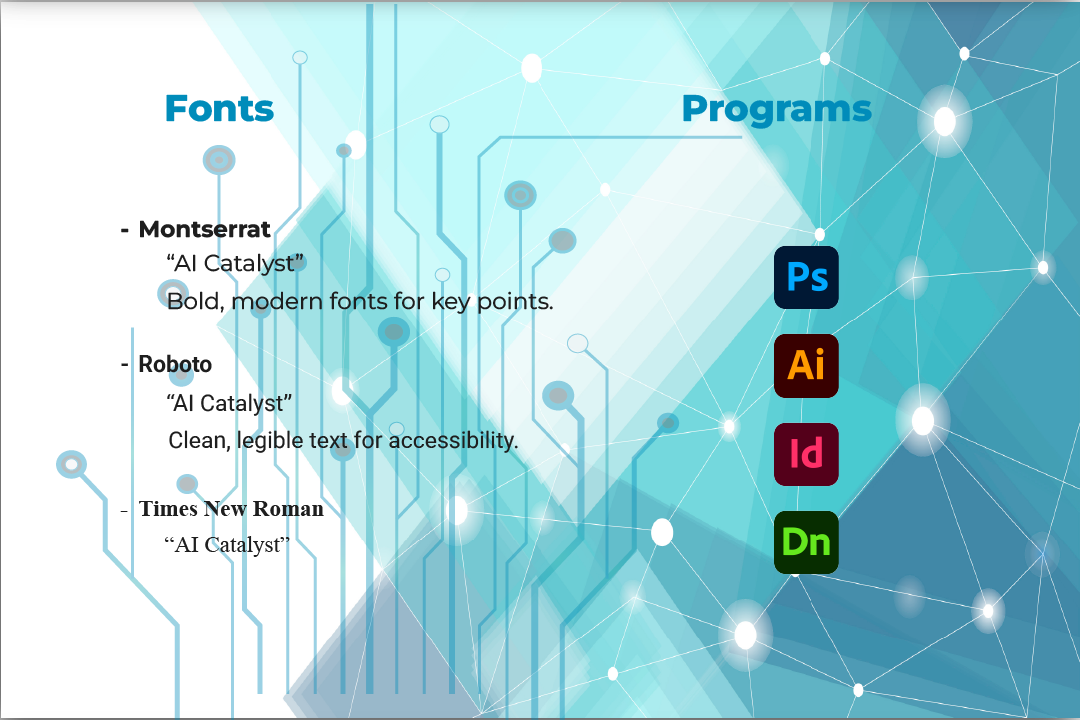 Fonts
- Montserrat
“AI Catalyst”
Bold, modern fonts for key points.
- Roboto
“AI Catalyst”
Clean, legible text for accessibility.
- Times New Roman
“AI Catalyst”
Programs
Ps
Ai
Id
Dn